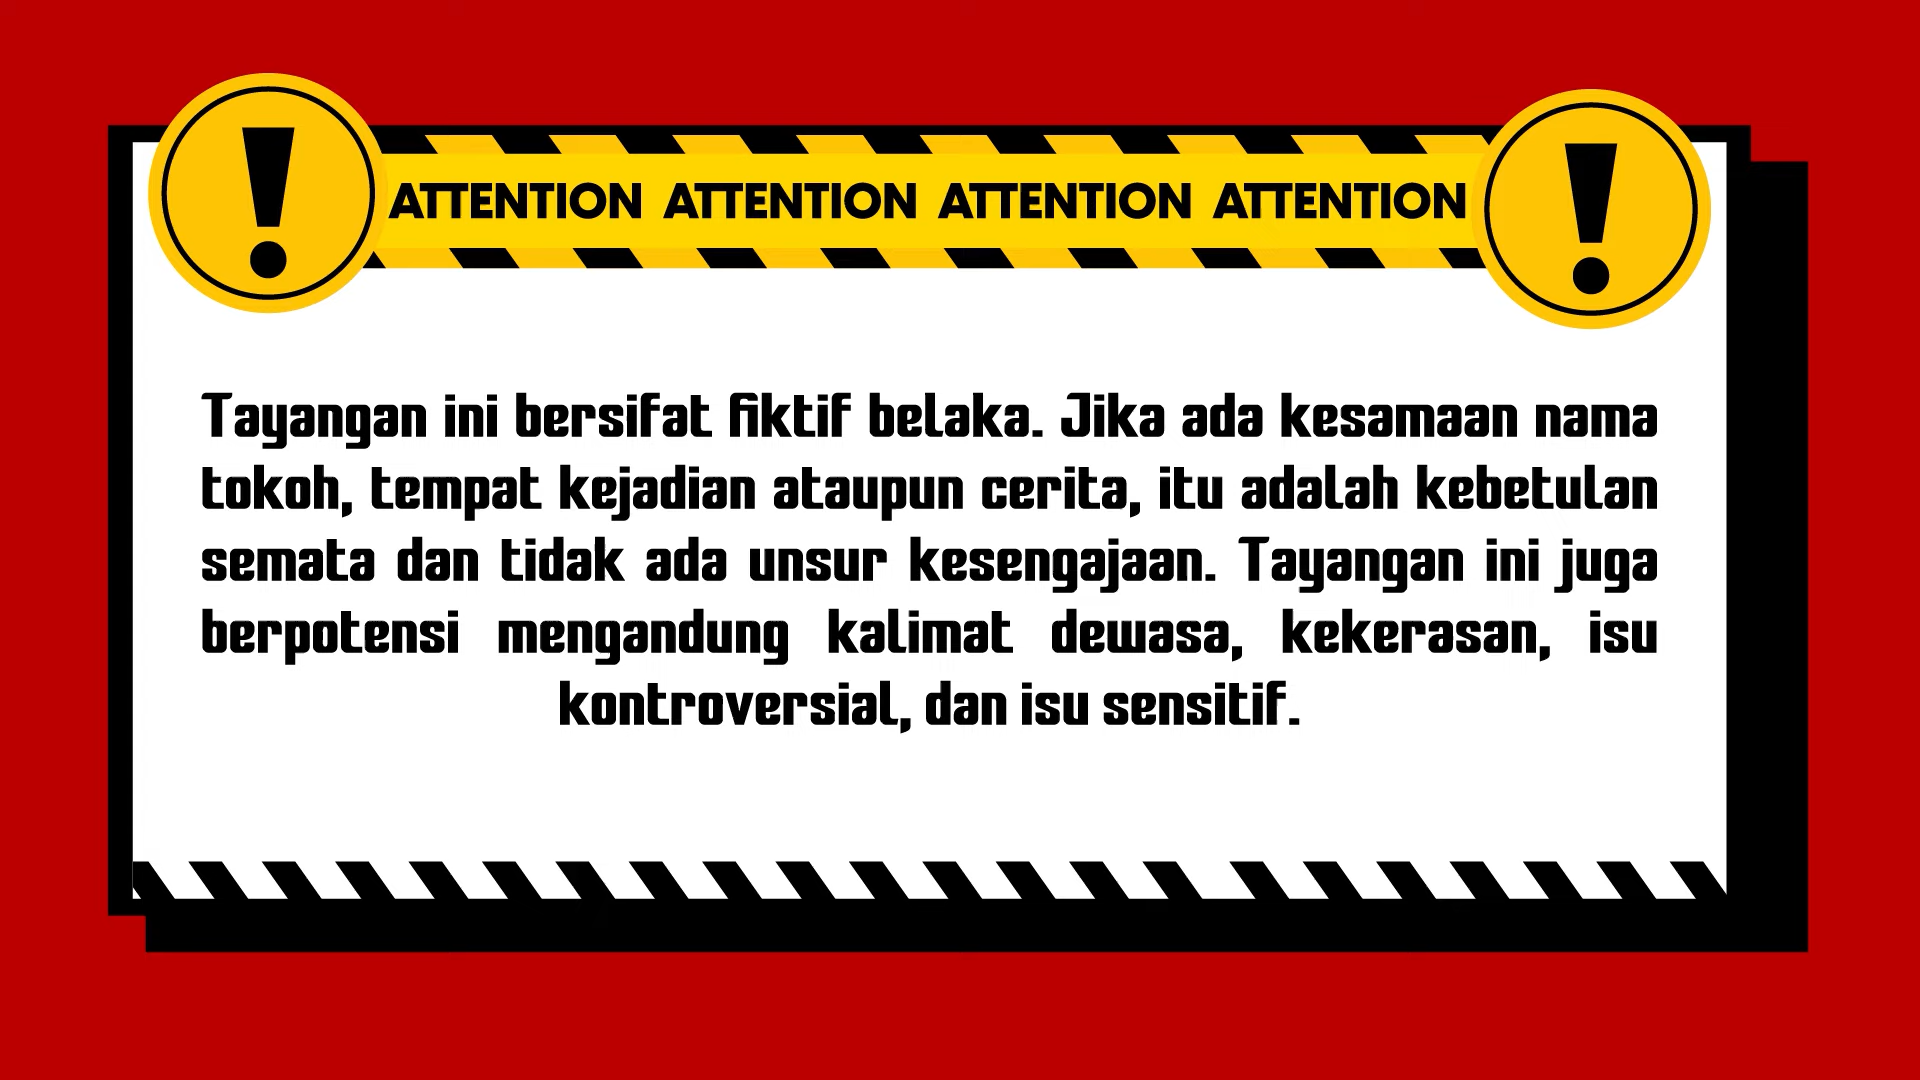 ATTENTION ATTENTION ATTENTION ATTENTION
Tayangan ini bersifat fiktif belaka. Jika ada kesamaan nama
tokoh, tempat kejadian ataupun cerita, itu adalah kebetulan
semata dan tidak ada unsur kesengajaan. Tayangan ini juga
berpotensi mengandung kalimat dewasa, kekerasan, isu
kontroversial, dan isu sensitif.